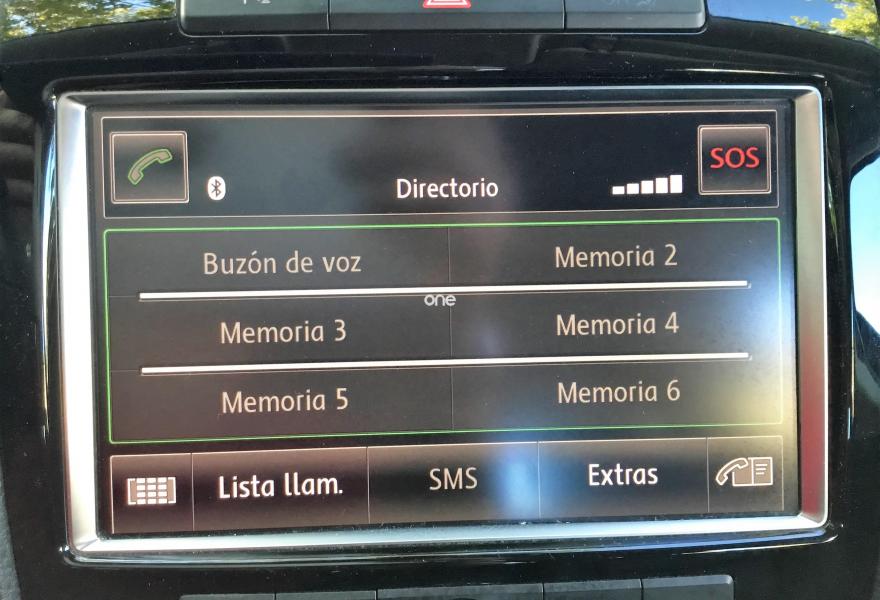 SOS
Directorio
Buzón de voz
Memoria 2
one
Memoria 3
Memoria 4
Memoria 5
Memoria 6
Lista llam.
SMS
Extras